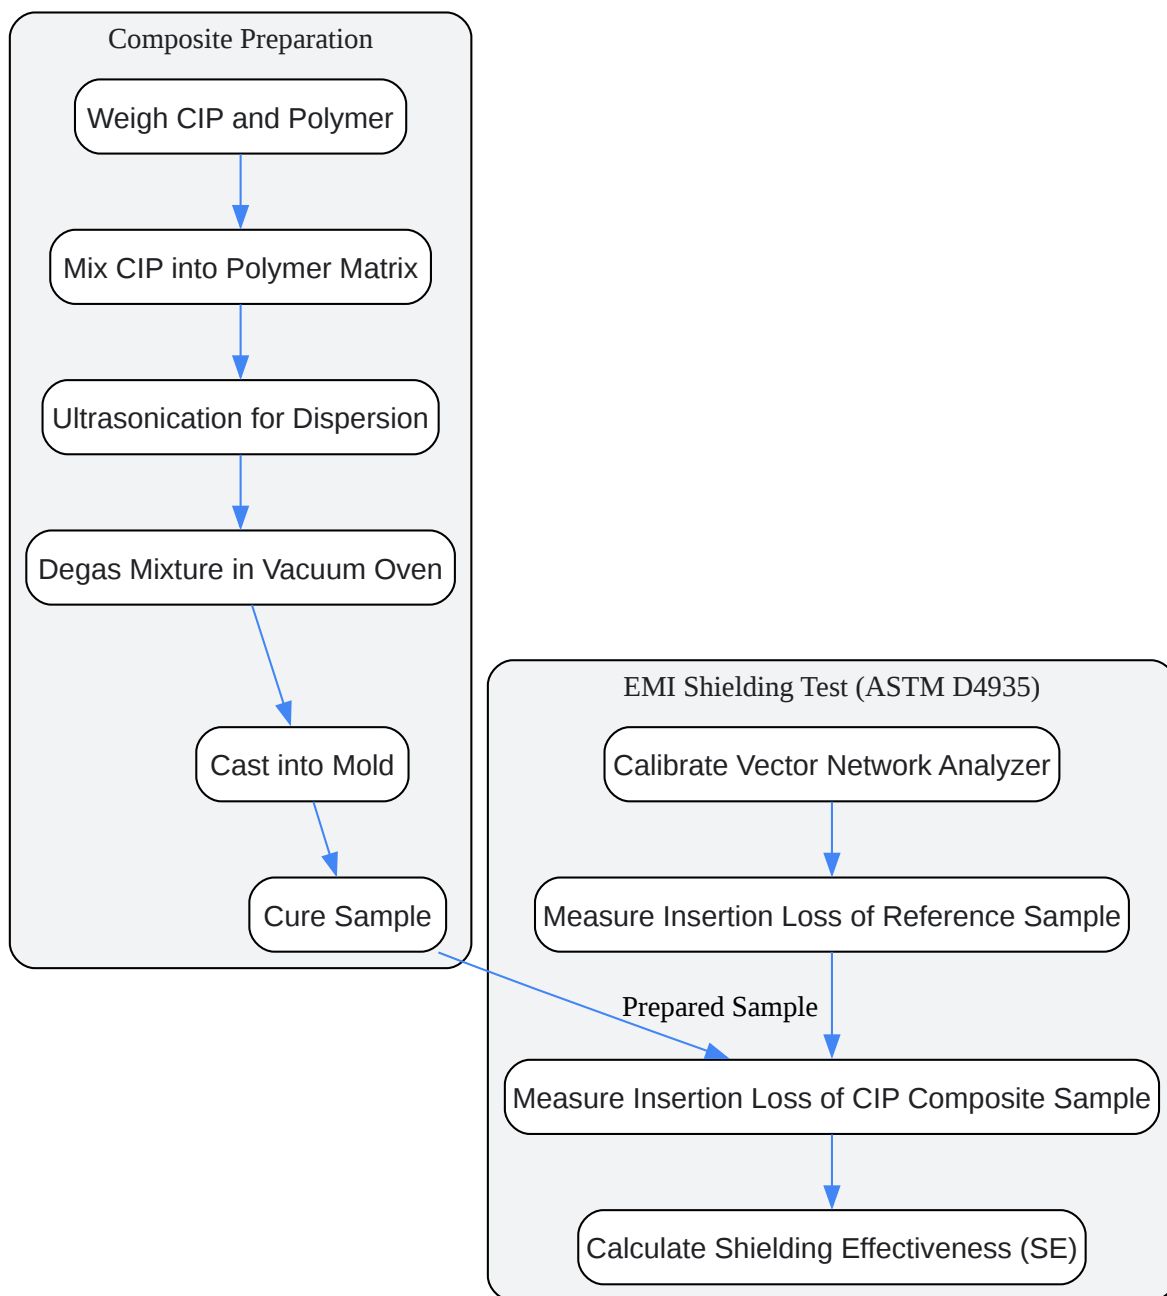 Composite Preparation
Weigh CIP and Polymer
Mix CIP into Polymer Matrix
Ultrasonication for Dispersion
Degas Mixture in Vacuum Oven
Cast into Mold
Cure Sample
EMI Shielding Test (ASTM D4935)
Calibrate Vector Network Analyzer
Measure Insertion Loss of Reference Sample
Prepared Sample
Measure Insertion Loss of CIP Composite Sample
Calculate Shielding Effectiveness (SE)